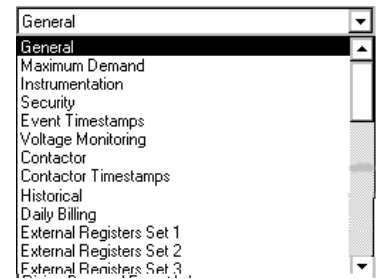 General
General
Maximum Demand
Instrumentation
Security
Event Timestamps
Voltage Monitoring
Contactor
Contactor Timestamps
Historical
Daily Billing
External Registers Set 1
External Registers Set 2
External Registers Set 3